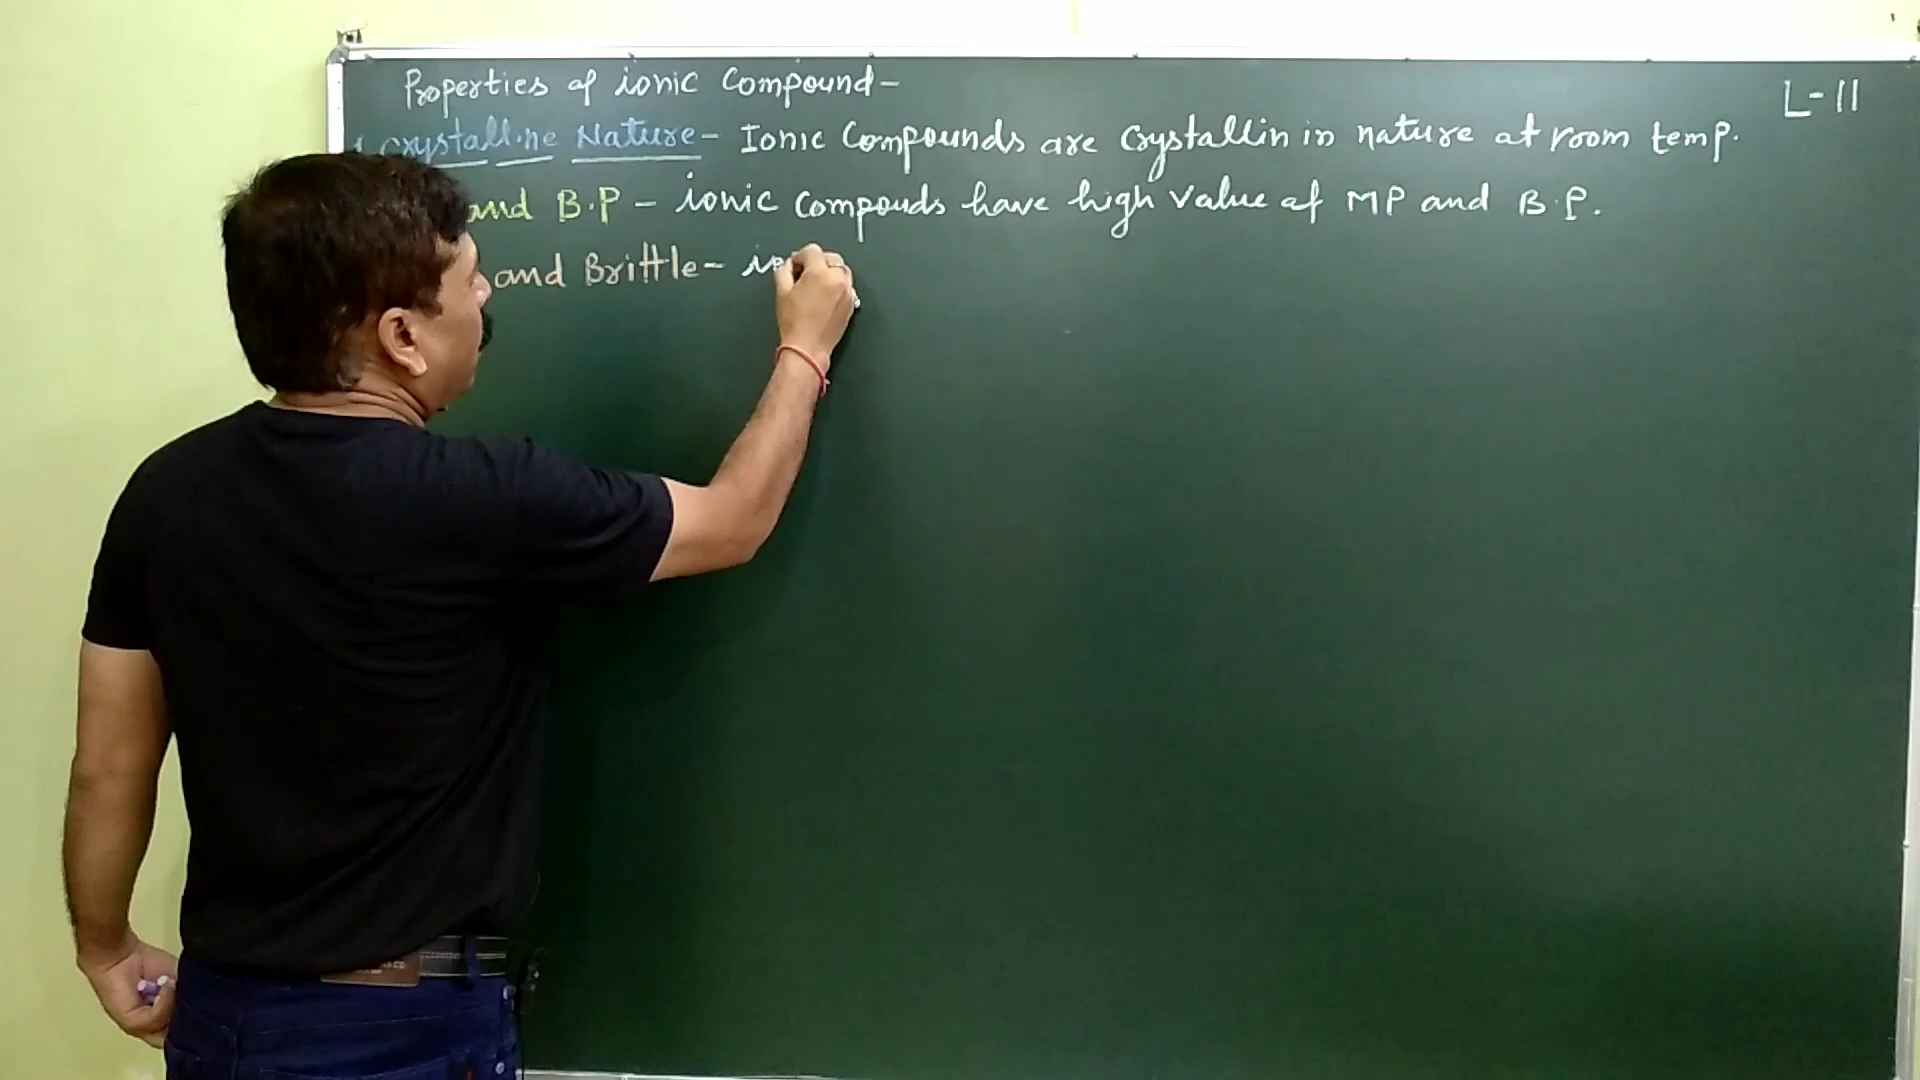 Properties of ionic Compound-
L-11
Crystalline Nature- Ionic Compounds are Crystallin in nature at room temp.
and B.P - ionic compouds have high value of MP and B.P.
and Brittle-